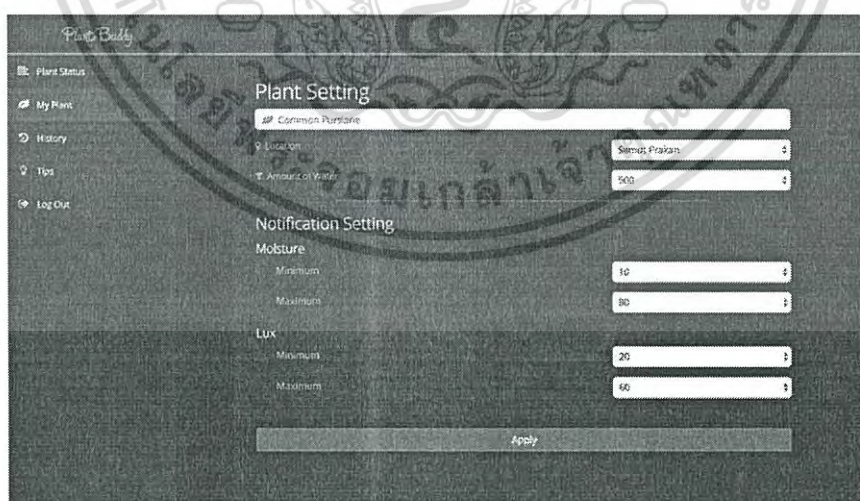 Plant Buddy
Plant Status
My Plant
History
Tips
Log Out
Plant Setting
Common Purslane
Location
Samut Prakan
Amount of Water
500
Notification Setting
Moisture
Minimum
10
Maximum
80
Lux
Minimum
20
Maximum
60
Apply